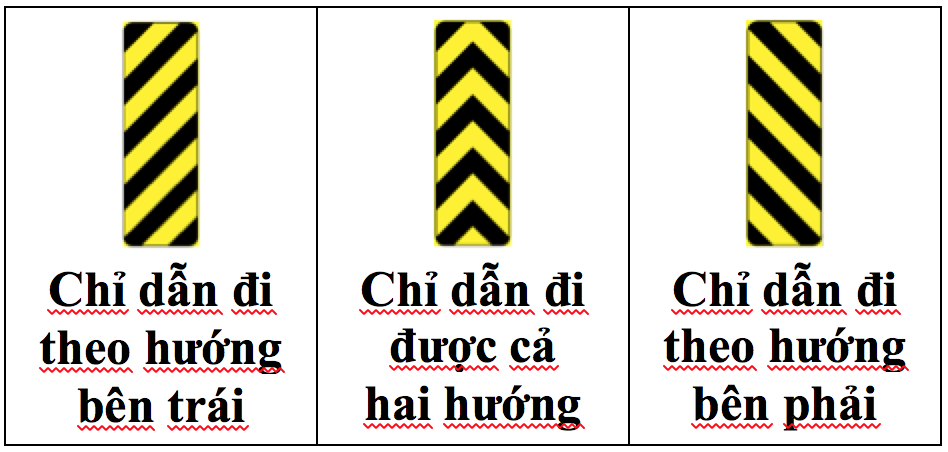 Chỉ dẫn đi
theo hướng
bên trái
Chỉ dẫn đi
được cả
hai hướng
Chỉ dẫn đi
theo hướng
bên phải